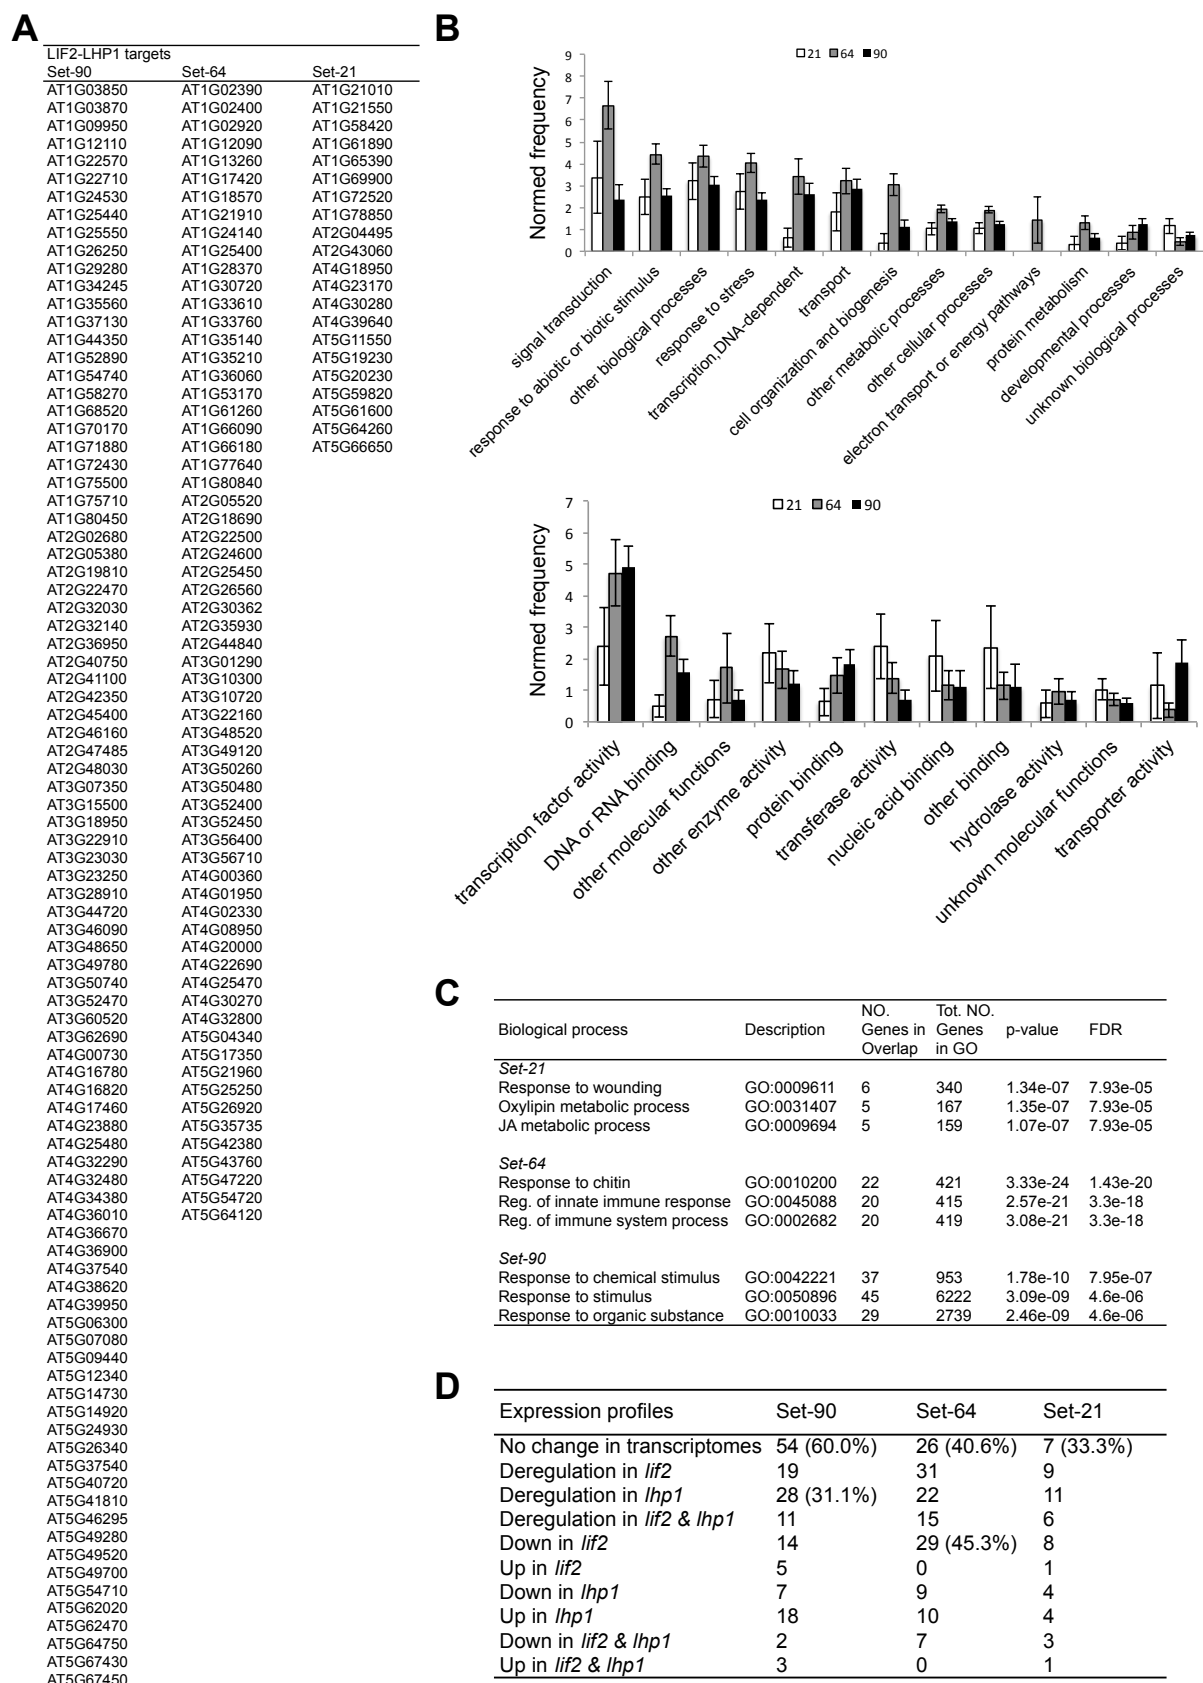 A
LIF2-LHP1 targets
Set-90 Set-64 Set-21
AT1G03850 AT1G02390 AT1G21010
AT1G03870 AT1G02400 AT1G21550
AT1G09950 AT1G02920 AT1G58420
AT1G12110 AT1G12090 AT1G61890
AT1G22570 AT1G13260 AT1G65390
AT1G22710 AT1G17420 AT1G69900
AT1G24530 AT1G18570 AT1G72520
AT1G25440 AT1G21910 AT1G78850
AT1G25550 AT1G24140 AT2G04495
AT1G26250 AT1G25400 AT2G43060
AT1G29280 AT1G28370 AT4G18950
AT1G34245 AT1G30720 AT4G23170
AT1G35560 AT1G33610 AT4G30280
AT1G37130 AT1G33760 AT4G39640
AT1G44350 AT1G35140 AT5G11550
AT1G52890 AT1G35210 AT5G19230
AT1G54740 AT1G36060 AT5G20230
AT1G58270 AT1G53170 AT5G59820
AT1G68520 AT1G61260 AT5G61600
AT1G70170 AT1G66090 AT5G64260
AT1G71880 AT1G66180 AT5G66650
AT1G72430 AT1G77640
AT1G75500 AT1G80840
AT1G75710 AT2G05520
AT1G80450 AT2G18690
AT2G02680 AT2G22500
AT2G05380 AT2G24600
AT2G19810 AT2G25450
AT2G22470 AT2G26560
AT2G32030 AT2G30362
AT2G32140 AT2G35930
AT2G36950 AT2G44840
AT2G40750 AT3G01290
AT2G41100 AT3G10300
AT2G42350 AT3G10720
AT2G45400 AT3G22160
AT2G46160 AT3G48520
AT2G47485 AT3G49120
AT2G48030 AT3G50260
AT3G07350 AT3G50480
AT3G15500 AT3G52400
AT3G18950 AT3G52450
AT3G22910 AT3G56400
AT3G23030 AT3G56710
AT3G23250 AT4G00360
AT3G28910 AT4G01950
AT3G44720 AT4G02330
AT3G46090 AT4G08950
AT3G48650 AT4G20000
AT3G49780 AT4G22690
AT3G50740 AT4G25470
AT3G52470 AT4G30270
AT3G60520 AT4G32800
AT3G62690 AT5G04340
AT4G00730 AT5G17350
AT4G16780 AT5G21960
AT4G16820 AT5G25250
AT4G17460 AT5G26920
AT4G23880 AT5G35735
AT4G25480 AT5G42380
AT4G32290 AT5G43760
AT4G32480 AT5G47220
AT4G34380 AT5G54720
AT4G36010 AT5G64120
AT4G36670
AT4G36900
AT4G37540
AT4G38620
AT4G39950
AT5G06300
AT5G07080
AT5G09440
AT5G12340
AT5G14730
AT5G14920
AT5G24930
AT5G26340
AT5G37540
AT5G40720
AT5G41810
AT5G46295
AT5G49280
AT5G49520
AT5G49700
AT5G54710
AT5G62020
AT5G62470
AT5G64750
AT5G67430
AT5G67450
B
21 64 90
Normed frequency
9
8
7
6
5
4
3
2
1
0
signal transduction
response to abiotic or biotic stimulus
other biological processes
response to stress
transcription, DNA-dependent
transport
cell organization and biogenesis
other metabolic processes
other cellular processes
electron transport or energy pathways
protein metabolism
developmental processes
unknown biological processes
21 64 90
Normed frequency
7
6
5
4
3
2
1
0
transcription factor activity
DNA or RNA binding
other molecular functions
other enzyme activity
protein binding
transferase activity
nucleic acid binding
other binding
hydrolase activity
unknown molecular functions
transporter activity
C
Biological process Description NO. Genes in Overlap Tot. NO. Genes in GO p-value FDR
Set-21
Response to wounding GO:0009611 6 340 1.34e-07 7.93e-05
Oxylipin metabolic process GO:0031407 5 167 1.35e-07 7.93e-05
JA metabolic process GO:0009694 5 159 1.07e-07 7.93e-05
Set-64
Response to chitin GO:0010200 22 421 3.33e-24 1.43e-20
Reg. of innate immune response GO:0045088 20 415 2.57e-21 3.3e-18
Reg. of immune system process GO:0002682 20 419 3.08e-21 3.3e-18
Set-90
Response to chemical stimulus GO:0042221 37 953 1.78e-10 7.95e-07
Response to stimulus GO:0050896 45 6222 3.09e-09 4.6e-06
Response to organic substance GO:0010033 29 2739 2.46e-09 4.6e-06
D
Expression profiles Set-90 Set-64 Set-21
No change in transcriptomes 54 (60.0%) 26 (40.6%) 7 (33.3%)
Deregulation in lif2 19 31 9
Deregulation in lhp1 28 (31.1%) 22 11
Deregulation in lif2 & lhp1 11 15 6
Down in lif2 14 29 (45.3%) 8
Up in lif2 5 0 1
Down in lhp1 7 9 4
Up in lhp1 18 10 4
Down in lif2 & lhp1 2 7 3
Up in lif2 & lhp1 3 0 1